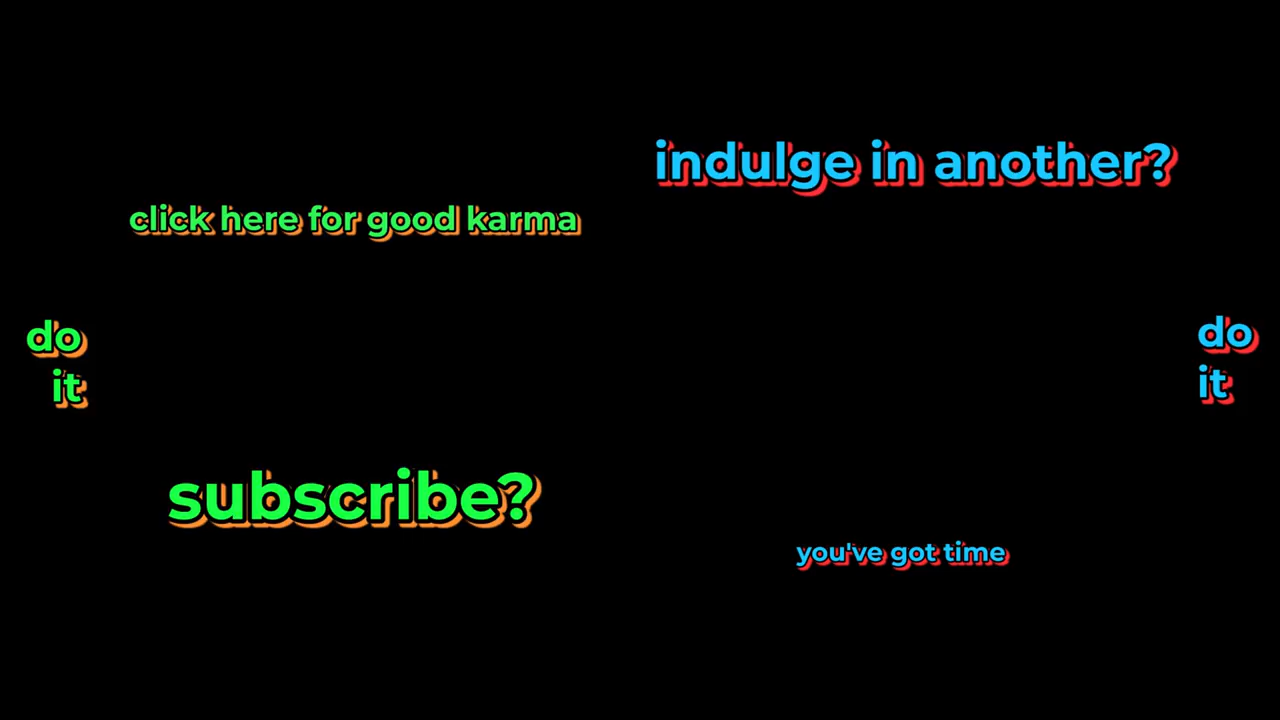 click here for good karma
do
it
subscribe?
indulge in another?
do
it
you've got time